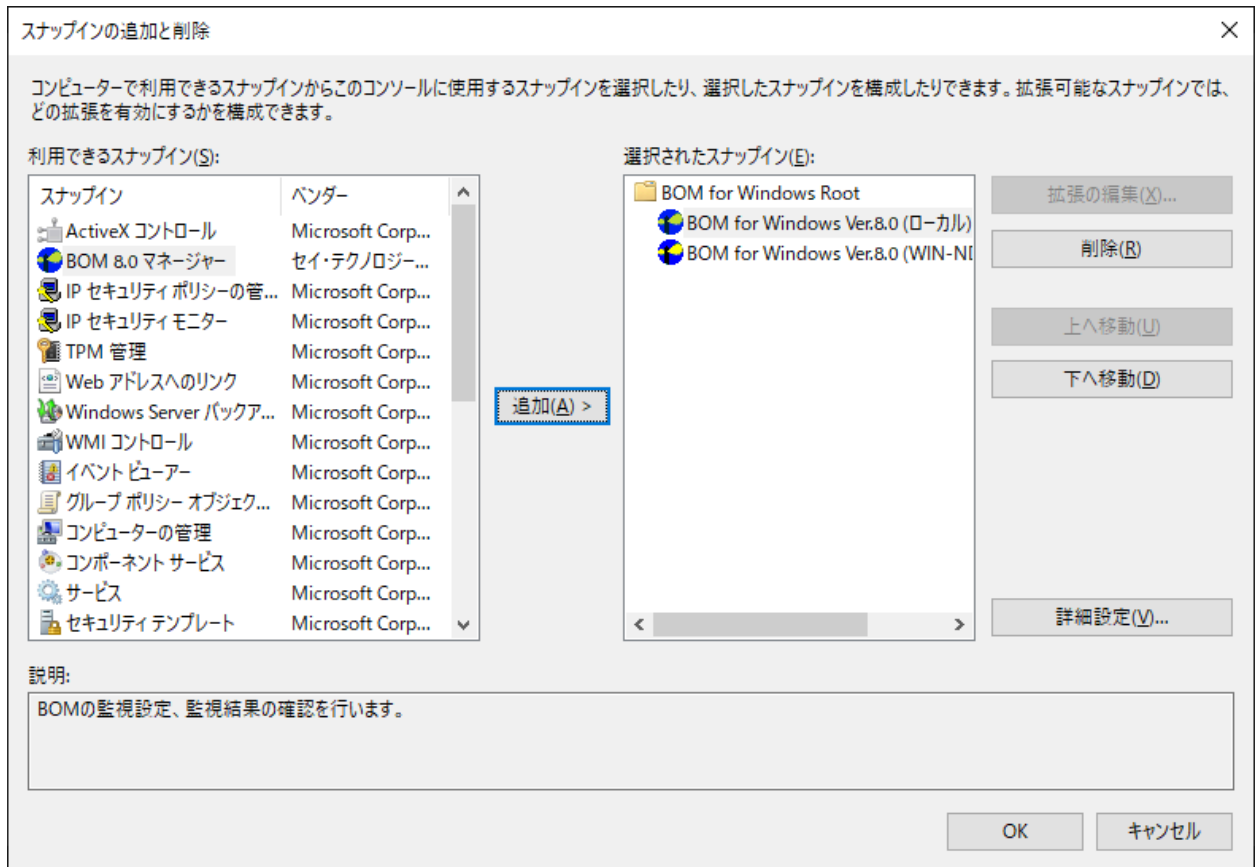 スナップインの追加と削除
コンピューターで利用できるスナップインからこのコンソールに使用するスナップインを選択したり、選択したスナップインを構成したりできます。拡張可能なスナップインでは、
どの拡張を有効にするかを構成できます。
利用できるスナップイン(S):
スナップイン ベンダー
ActiveX コントロール Microsoft Corp...
BOM 8.0 マネージャー セイ・テクノロジー...
IP セキュリティ ポリシーの管... Microsoft Corp...
IP セキュリティ モニター Microsoft Corp...
TPM 管理 Microsoft Corp...
Web アドレスへのリンク Microsoft Corp...
Windows Server バックア... Microsoft Corp...
WMI コントロール Microsoft Corp...
イベント ビューアー Microsoft Corp...
グループ ポリシー オブジェク... Microsoft Corp...
コンピューターの管理 Microsoft Corp...
コンポーネント サービス Microsoft Corp...
サービス Microsoft Corp...
セキュリティ テンプレート Microsoft Corp...
追加(A) >
選択されたスナップイン(E):
BOM for Windows Root
BOM for Windows Ver.8.0 (ローカル)
BOM for Windows Ver.8.0 (WIN-
拡張の編集(X)...
削除(R)
上へ移動(U)
下へ移動(D)
詳細設定(V)...
説明:
BOMの監視設定、監視結果の確認を行います。
OK
キャンセル